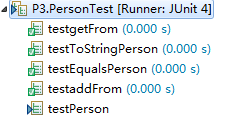 P3.PersonTest [Runner: JUnit 4]
testgetFrom (0.000 s)
testToStringPerson (0.000 s)
testEqualsPerson (0.000 s)
testaddFrom (0.000 s)
testPerson